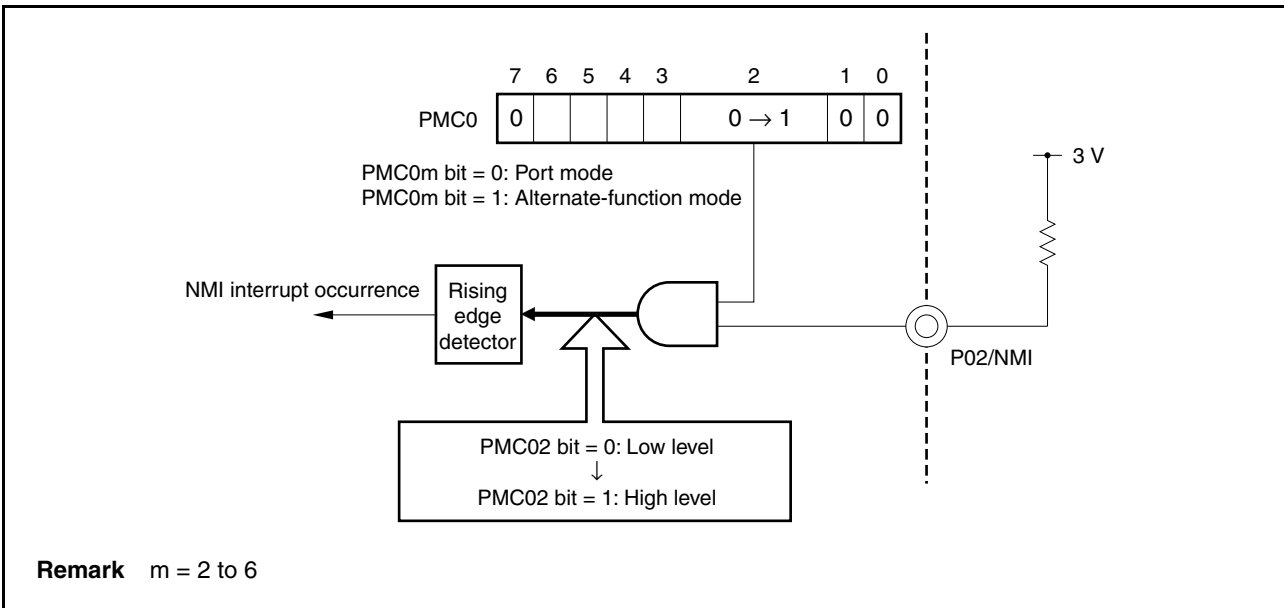 7 6 5 4 3 2 1 0
PMC0 0 0 → 1 0 0
3 V
PMC0m bit = 0: Port mode
PMC0m bit = 1: Alternate-function mode
NMI interrupt occurrence
Rising
edge
detector
P02/NMI
PMC02 bit = 0: Low level
↓
PMC02 bit = 1: High level
Remark m = 2 to 6